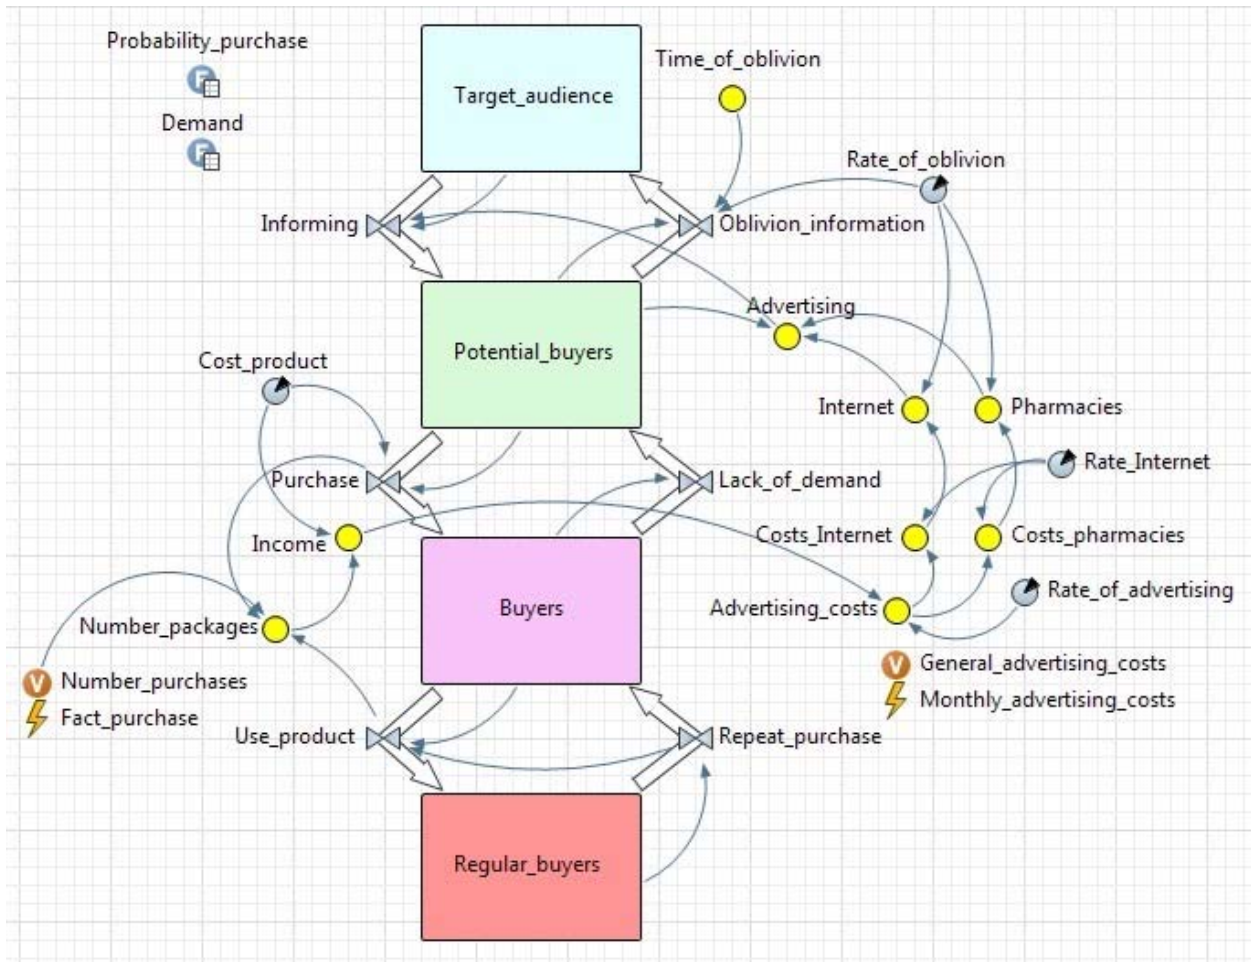 Probability_purchase
Target_audience
Time_of_oblivion
Demand
Rate_of_oblivion
Informing
Oblivion_information
Advertising
Potential_buyers
Cost_product
Internet
Pharmacies
Purchase
Lack_of_demand
Rate_Internet
Income
Costs_Internet
Costs_pharmacies
Buyers
Advertising_costs
Rate_of_advertising
Number_packages
V Number_purchases
Fact_purchase
V General_advertising_costs
Monthly_advertising_costs
Use_product
Repeat_purchase
Regular_buyers